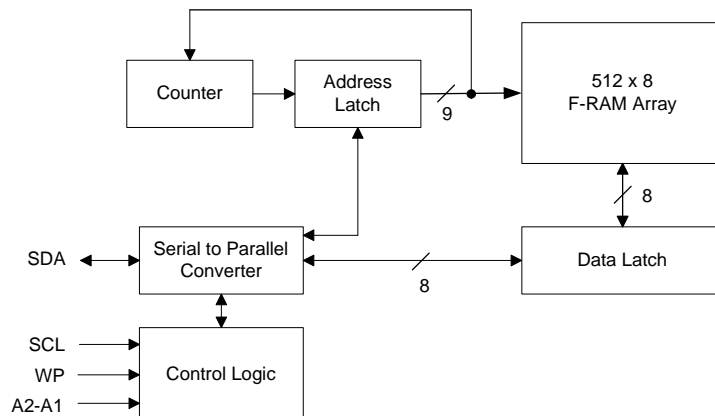 512 x 8
F-RAM Array
Counter
Address
Latch
9
8
SDA
Serial to Parallel
Converter
8
Data Latch
SCL
WP
A2-A1
Control Logic